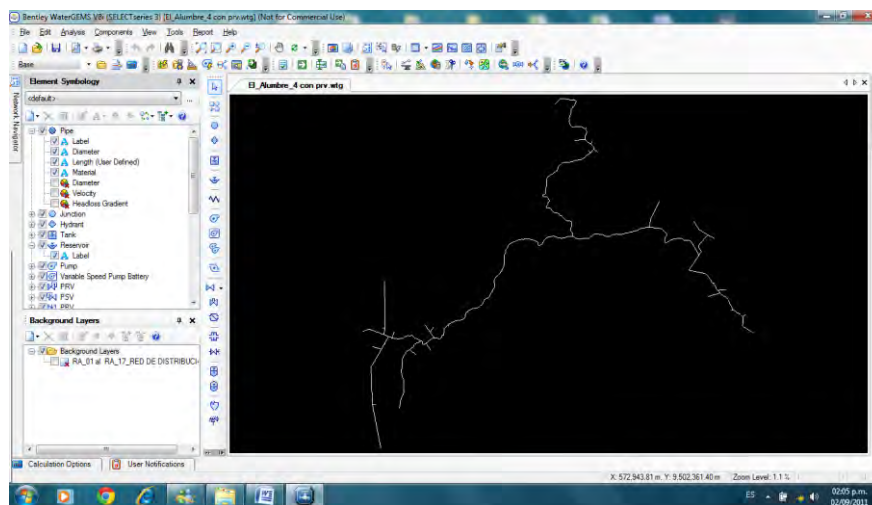 Bentley WaterGEMS V8i (SELECTseries 3) [El_Alumbre_4 con prv.wtg] (Not for Commercial Use)
File Edit Analysis Components View Tools Report Help
Base
Element Symbology
<default>
Network Navigator
Pipe
Label
Diameter
Length (User Defined)
Material
Diameter
Velocity
Headloss Gradient
Junction
Hydrant
Tank
Reservoir
Label
Pump
Variable Speed Pump Battery
PRV
PSV
PBV
Background Layers
Background Layers
RA_01 al RA_17_RED DE DISTRIBUCI
El_Alumbre_4 con prv.wtg
Calculation Options
User Notifications
X: 572,943.81 m, Y: 9,502,361.40 m Zoom Level: 1.1 %
ES
02:05 p.m.
02/09/2011